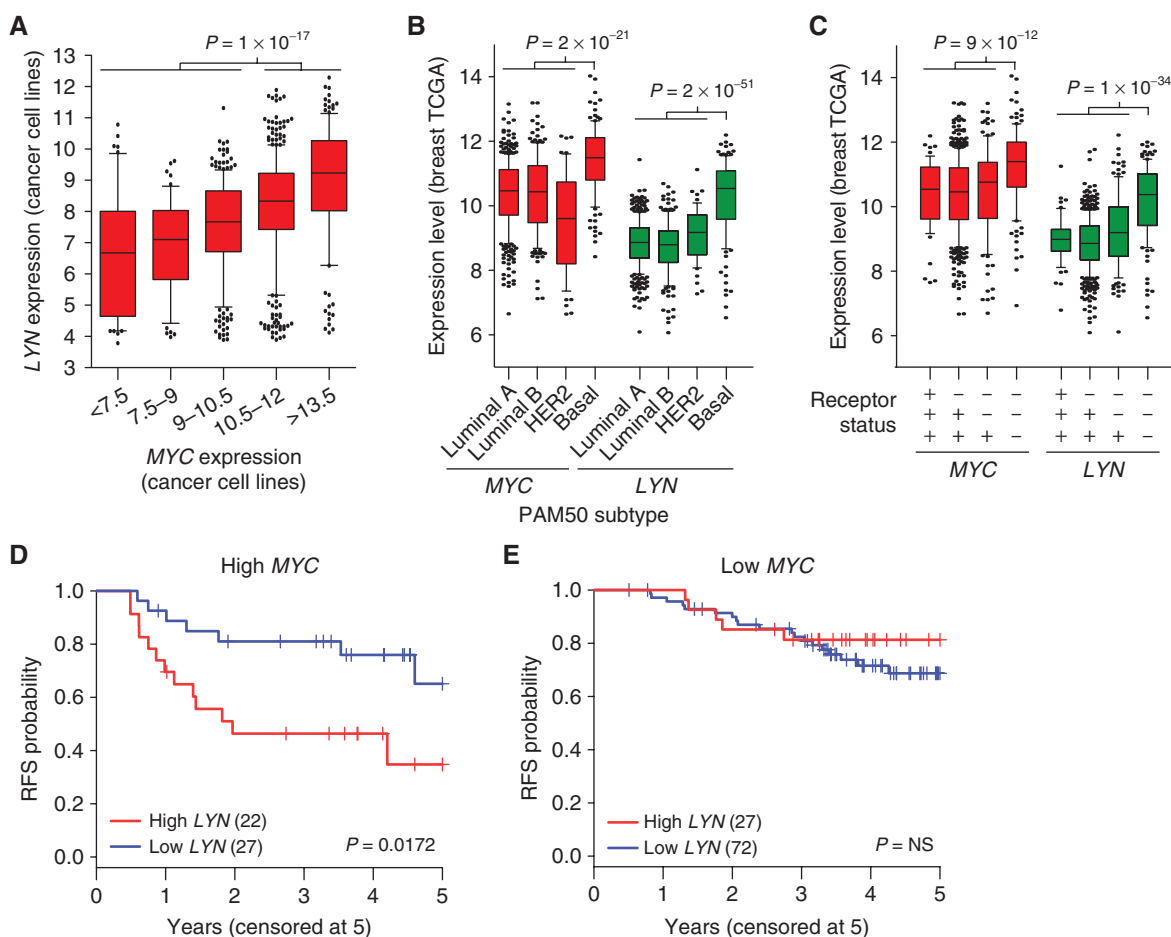 A
P = 1 × 10⁻¹⁷
LYN expression (cancer cell lines)
13
12
11
10
9
8
7
6
5
4
3
<7.5
7.5–9
9–10.5
10.5–12
>13.5
MYC expression
(cancer cell lines)
B
P = 2 × 10⁻²¹
P = 2 × 10⁻⁵¹
Expression level (breast TCGA)
14
12
10
8
6
Luminal A
Luminal B
HER2
Basal
Luminal A
Luminal B
HER2
Basal
MYC
LYN
PAM50 subtype
C
P = 9 × 10⁻¹²
P = 1 × 10⁻³⁴
Expression level (breast TCGA)
14
12
10
8
6
Receptor
status
+ − − − + − − −
+ + − − + + − −
+ + + − + + + −
MYC
LYN
D
High MYC
RFS probability
1.0
0.8
0.6
0.4
0.2
0.0
High LYN (22)
Low LYN (27)
P = 0.0172
0 1 2 3 4 5
Years (censored at 5)
E
Low MYC
RFS probability
1.0
0.8
0.6
0.4
0.2
0.0
High LYN (27)
Low LYN (72)
P = NS
0 1 2 3 4 5
Years (censored at 5)